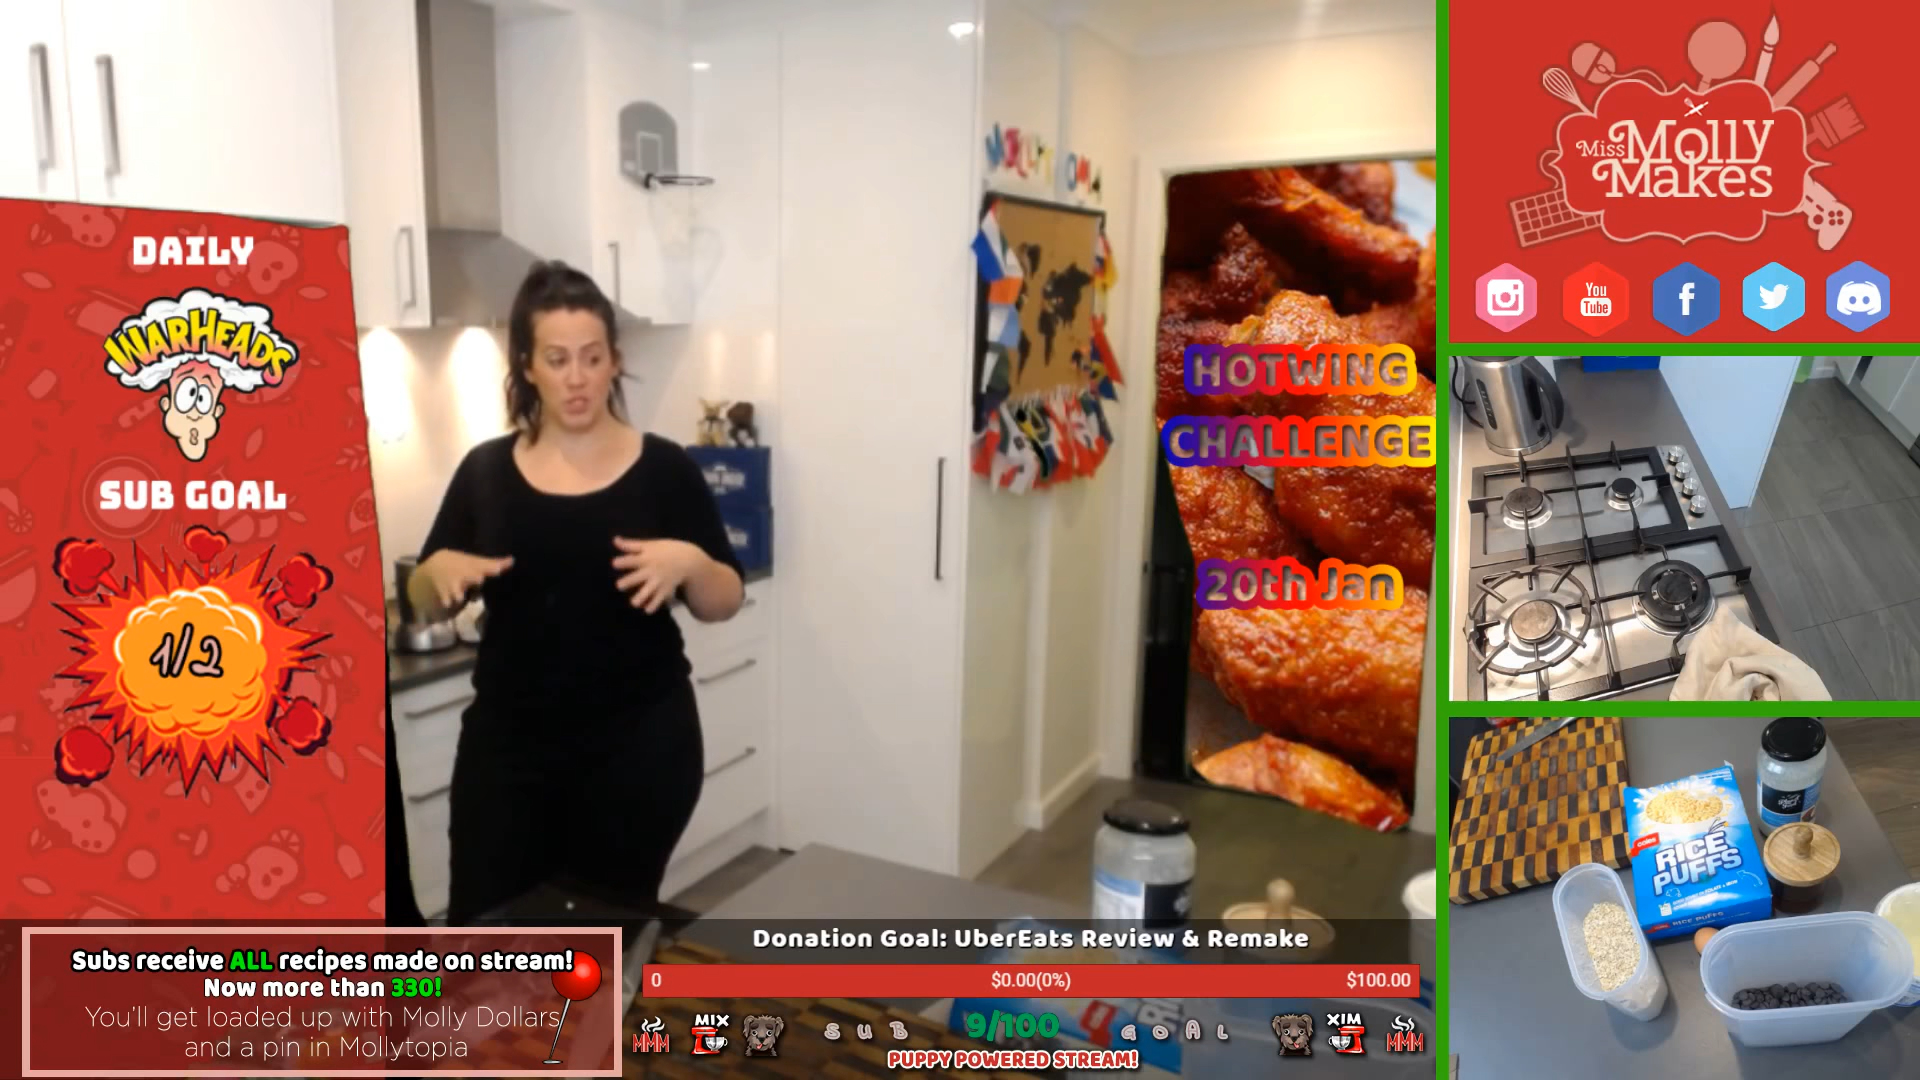 DAILY
WARHEADS
SUB GOAL
1/2
HOTWING
CHALLENGE
20th Jan
Miss
Molly
Makes
You
Tube
RICE
PUFFS
RICE PUFFS
Subs receive ALL recipes made on stream!
Now more than 330!
You'll get loaded up with Molly Dollars
and a pin in Mollytopia
Donation Goal: UberEats Review & Remake
0 $0.00(0%) $100.00
MMM MIX SUB 9/100 GOAL XIM MMM
PUPPY POWERED STREAM!